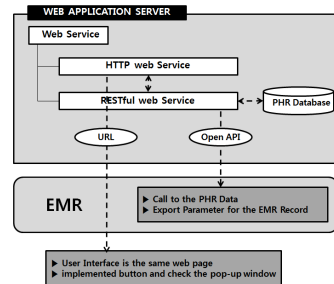 WEB APPLICATION SERVER
Web Service
HTTP web Service
RESTful web Service
PHR Database
URL
Open API
EMR
▶ Call to the PHR Data
▶ Export Parameter for the EMR Record
▶ User Interface is the same web page
▶ implemented button and check the pop-up window